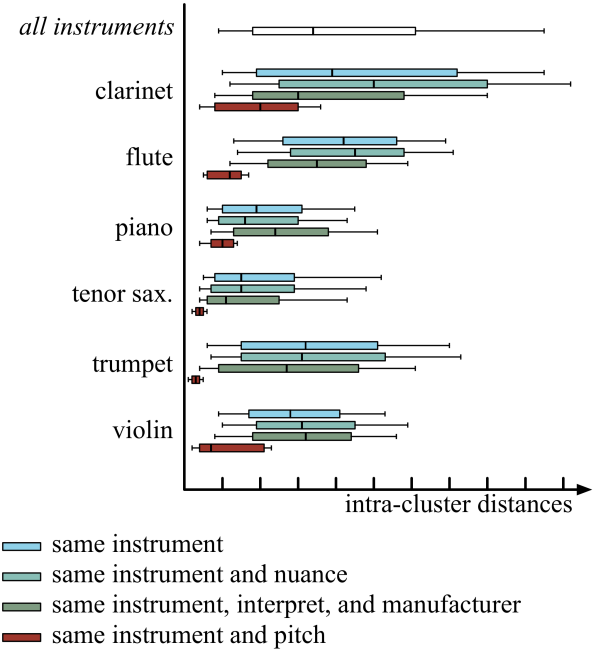 all instruments
clarinet
flute
piano
tenor sax.
trumpet
violin
intra-cluster distances
same instrument
same instrument and nuance
same instrument, interpret, and manufacturer
same instrument and pitch